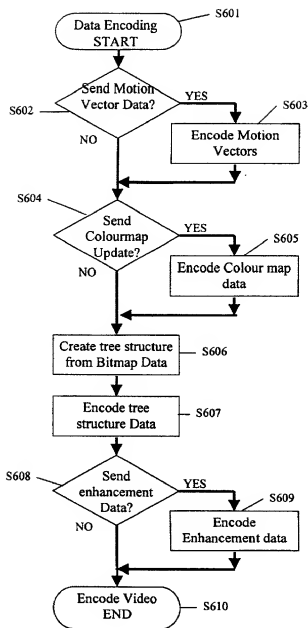 Data Encoding
START
S601
Send Motion
Vector Data?
S602
YES
NO
S603
Encode Motion
Vectors
S604
Send
Colourmap
Update?
YES
NO
S605
Encode Colour map
data
Create tree structure
from Bitmap Data
S606
Encode tree
structure Data
S607
S608
Send
enhancement
Data?
YES
NO
S609
Encode
Enhancement data
Encode Video
END
S610